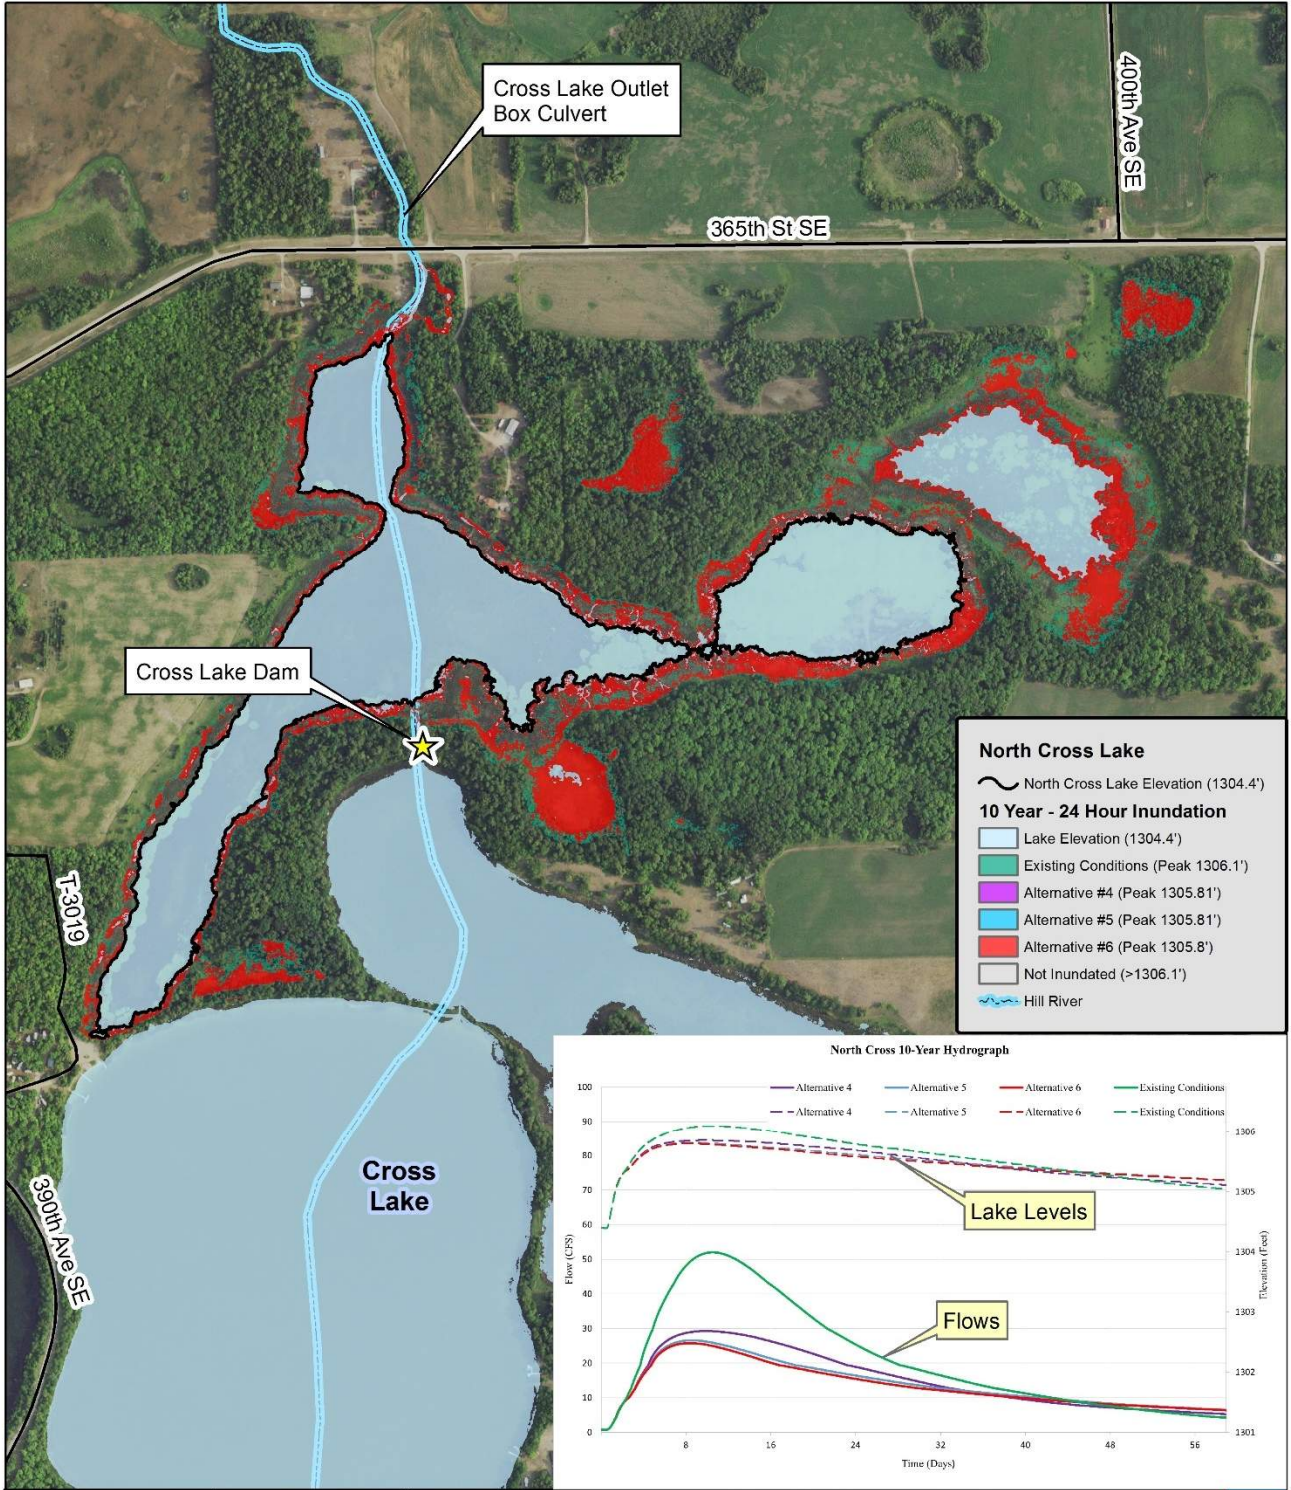 Cross Lake Outlet
Box Culvert
400th Ave SE
365th St SE
Cross Lake Dam
T-3019
390th Ave SE
Cross
Lake
North Cross Lake
North Cross Lake Elevation (1304.4')
10 Year - 24 Hour Inundation
Lake Elevation (1304.4')
Existing Conditions (Peak 1306.1')
Alternative #4 (Peak 1305.81')
Alternative #5 (Peak 1305.81')
Alternative #6 (Peak 1305.8')
Not Inundated (>1306.1')
Hill River
North Cross 10-Year Hydrograph
Alternative 4 Alternative 5 Alternative 6 Existing Conditions
Alternative 4 Alternative 5 Alternative 6 Existing Conditions
100
90
80
70
60
50
40
30
20
10
0
Flow (CFS)
Lake Levels
Flows
1306
1305
1304
1303
1302
1301
Elevation (Feet)
8 16 24 32 40 48 56
Time (Days)